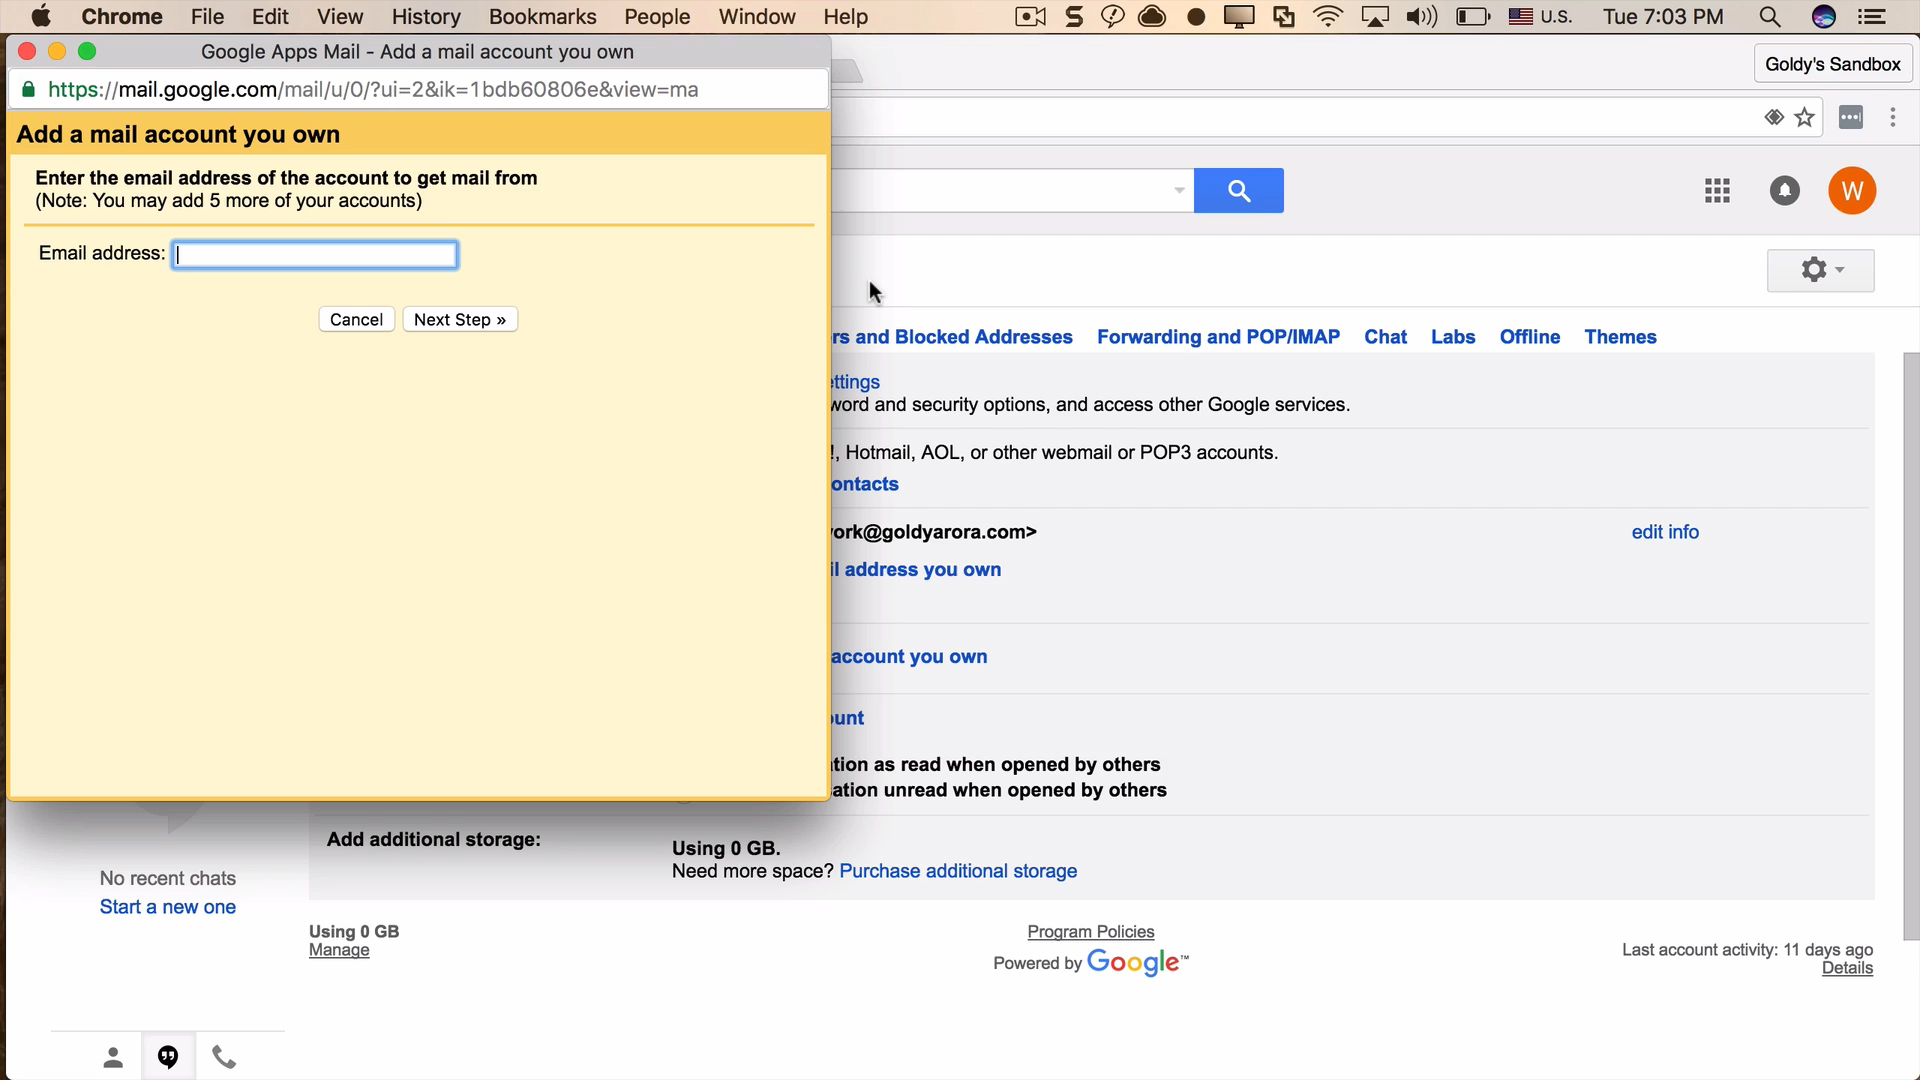 Chrome File Edit View History Bookmarks People Window Help U.S. Tue 7:03 PM
Google Apps Mail - Add a mail account you own
Goldy's Sandbox
https://mail.google.com/mail/u/0/?ui=2&ik=1bdb60806e&view=ma
Add a mail account you own
Enter the email address of the account to get mail from
(Note: You may add 5 more of your accounts)
W
Email address:
Cancel Next Step »
rs and Blocked Addresses Forwarding and POP/IMAP Chat Labs Offline Themes
ettings
word and security options, and access other Google services.
!, Hotmail, AOL, or other webmail or POP3 accounts.
ontacts
ork@goldyarora.com> edit info
il address you own
account you own
ount
ation as read when opened by others
ation unread when opened by others
Add additional storage:
Using 0 GB.
Need more space? Purchase additional storage
No recent chats
Start a new one
Using 0 GB
Manage
Program Policies
Powered by Google™
Last account activity: 11 days ago
Details